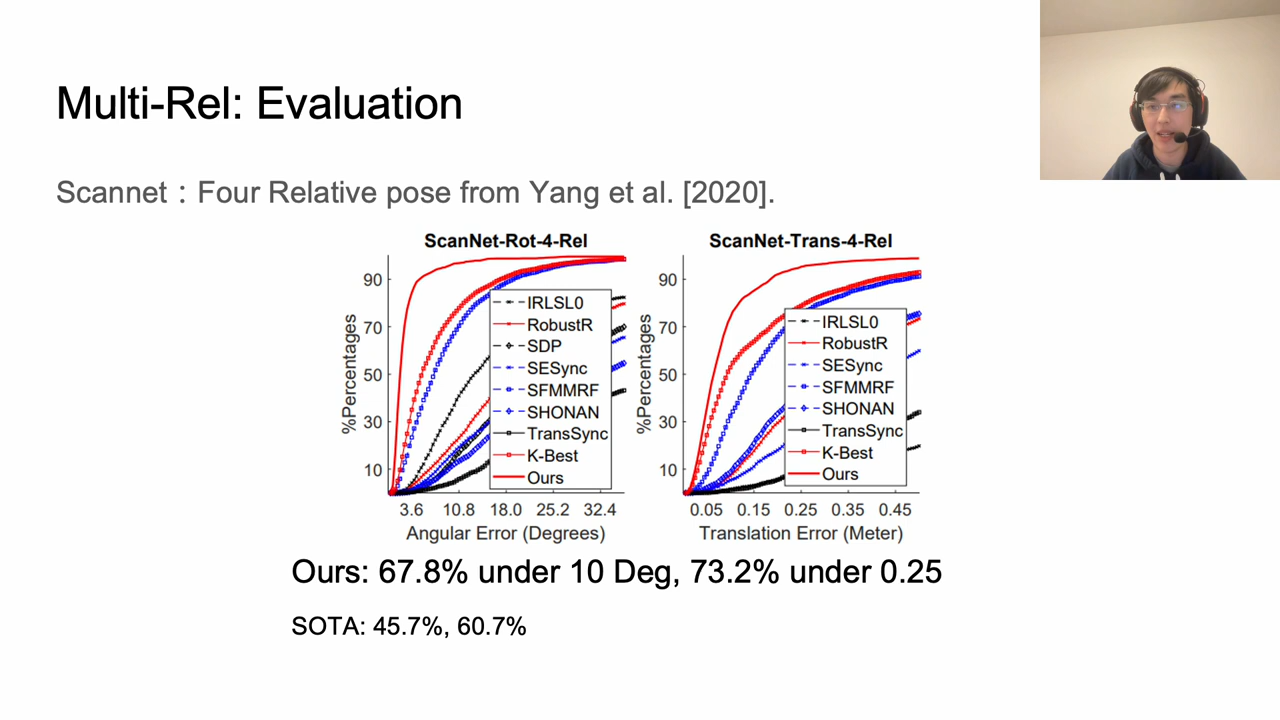 Multi-Rel: Evaluation
Scannet：Four Relative pose from Yang et al. [2020].
ScanNet-Rot-4-Rel
%Percentages
90
70
50
30
10
IRLSL0
RobustR
SDP
SESync
SFMMRF
SHONAN
TransSync
K-Best
Ours
3.6 10.8 18.0 25.2 32.4
Angular Error (Degrees)
ScanNet-Trans-4-Rel
%Percentages
90
70
50
30
10
IRLSL0
RobustR
SESync
SFMMRF
SHONAN
TransSync
K-Best
Ours
0.05 0.15 0.25 0.35 0.45
Translation Error (Meter)
Ours: 67.8% under 10 Deg, 73.2% under 0.25
SOTA: 45.7%, 60.7%